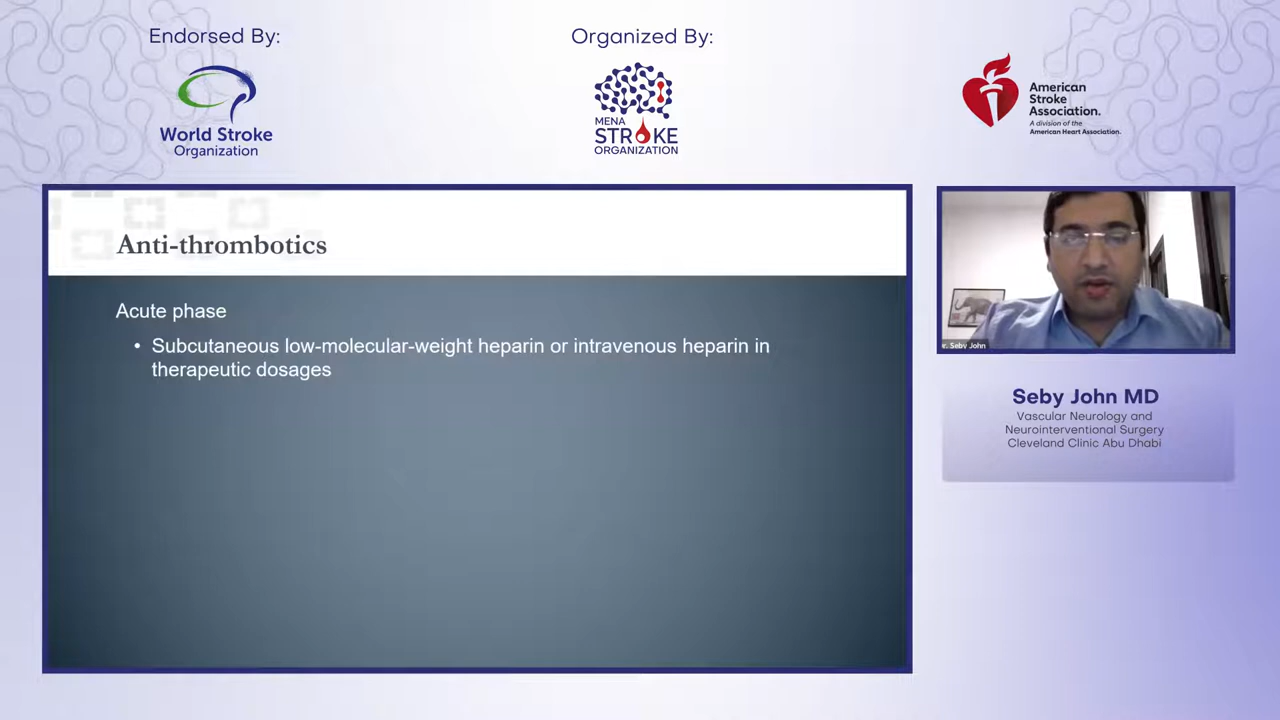 Endorsed By:
World Stroke
Organization
Organized By:
MENA
STROKE
ORGANIZATION
American
Stroke
Association.
A division of the
American Heart Association.
Anti-thrombotics
Acute phase
• Subcutaneous low-molecular-weight heparin or intravenous heparin in
therapeutic dosages
r. Seby John
Seby John MD
Vascular Neurology and
Neurointerventional Surgery
Cleveland Clinic Abu Dhabi